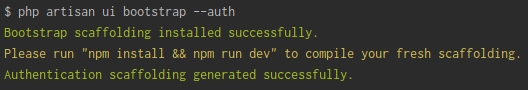 $ php artisan ui bootstrap --auth
Bootstrap scaffolding installed successfully.
Please run "npm install && npm run dev" to compile your fresh scaffolding.
Authentication scaffolding generated successfully.